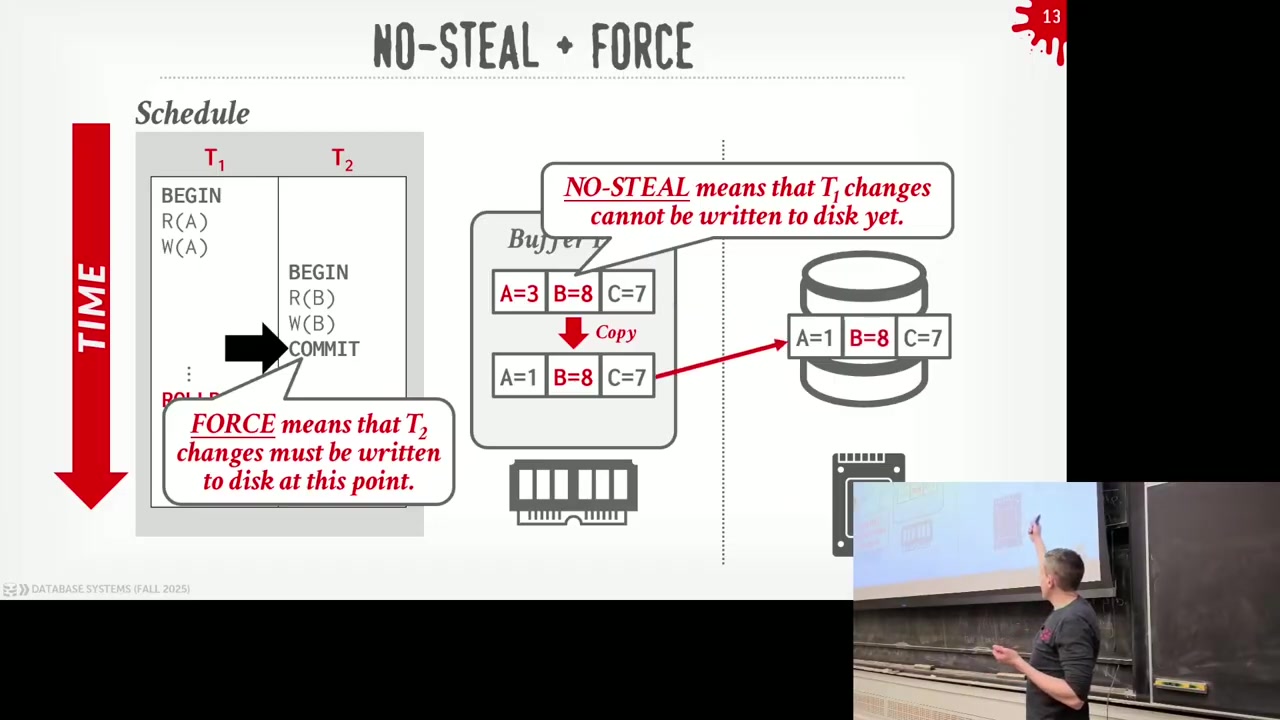 13
NO-STEAL + FORCE
Schedule
T1 T2
BEGIN
R(A)
W(A)
BEGIN
R(B)
W(B)
COMMIT
⋮
TIME
FORCE means that T2
changes must be written
to disk at this point.
NO-STEAL means that T1 changes
cannot be written to disk yet.
A=3 B=8 C=7
Copy
A=1 B=8 C=7
A=1 B=8 C=7
DATABASE SYSTEMS (FALL 2025)